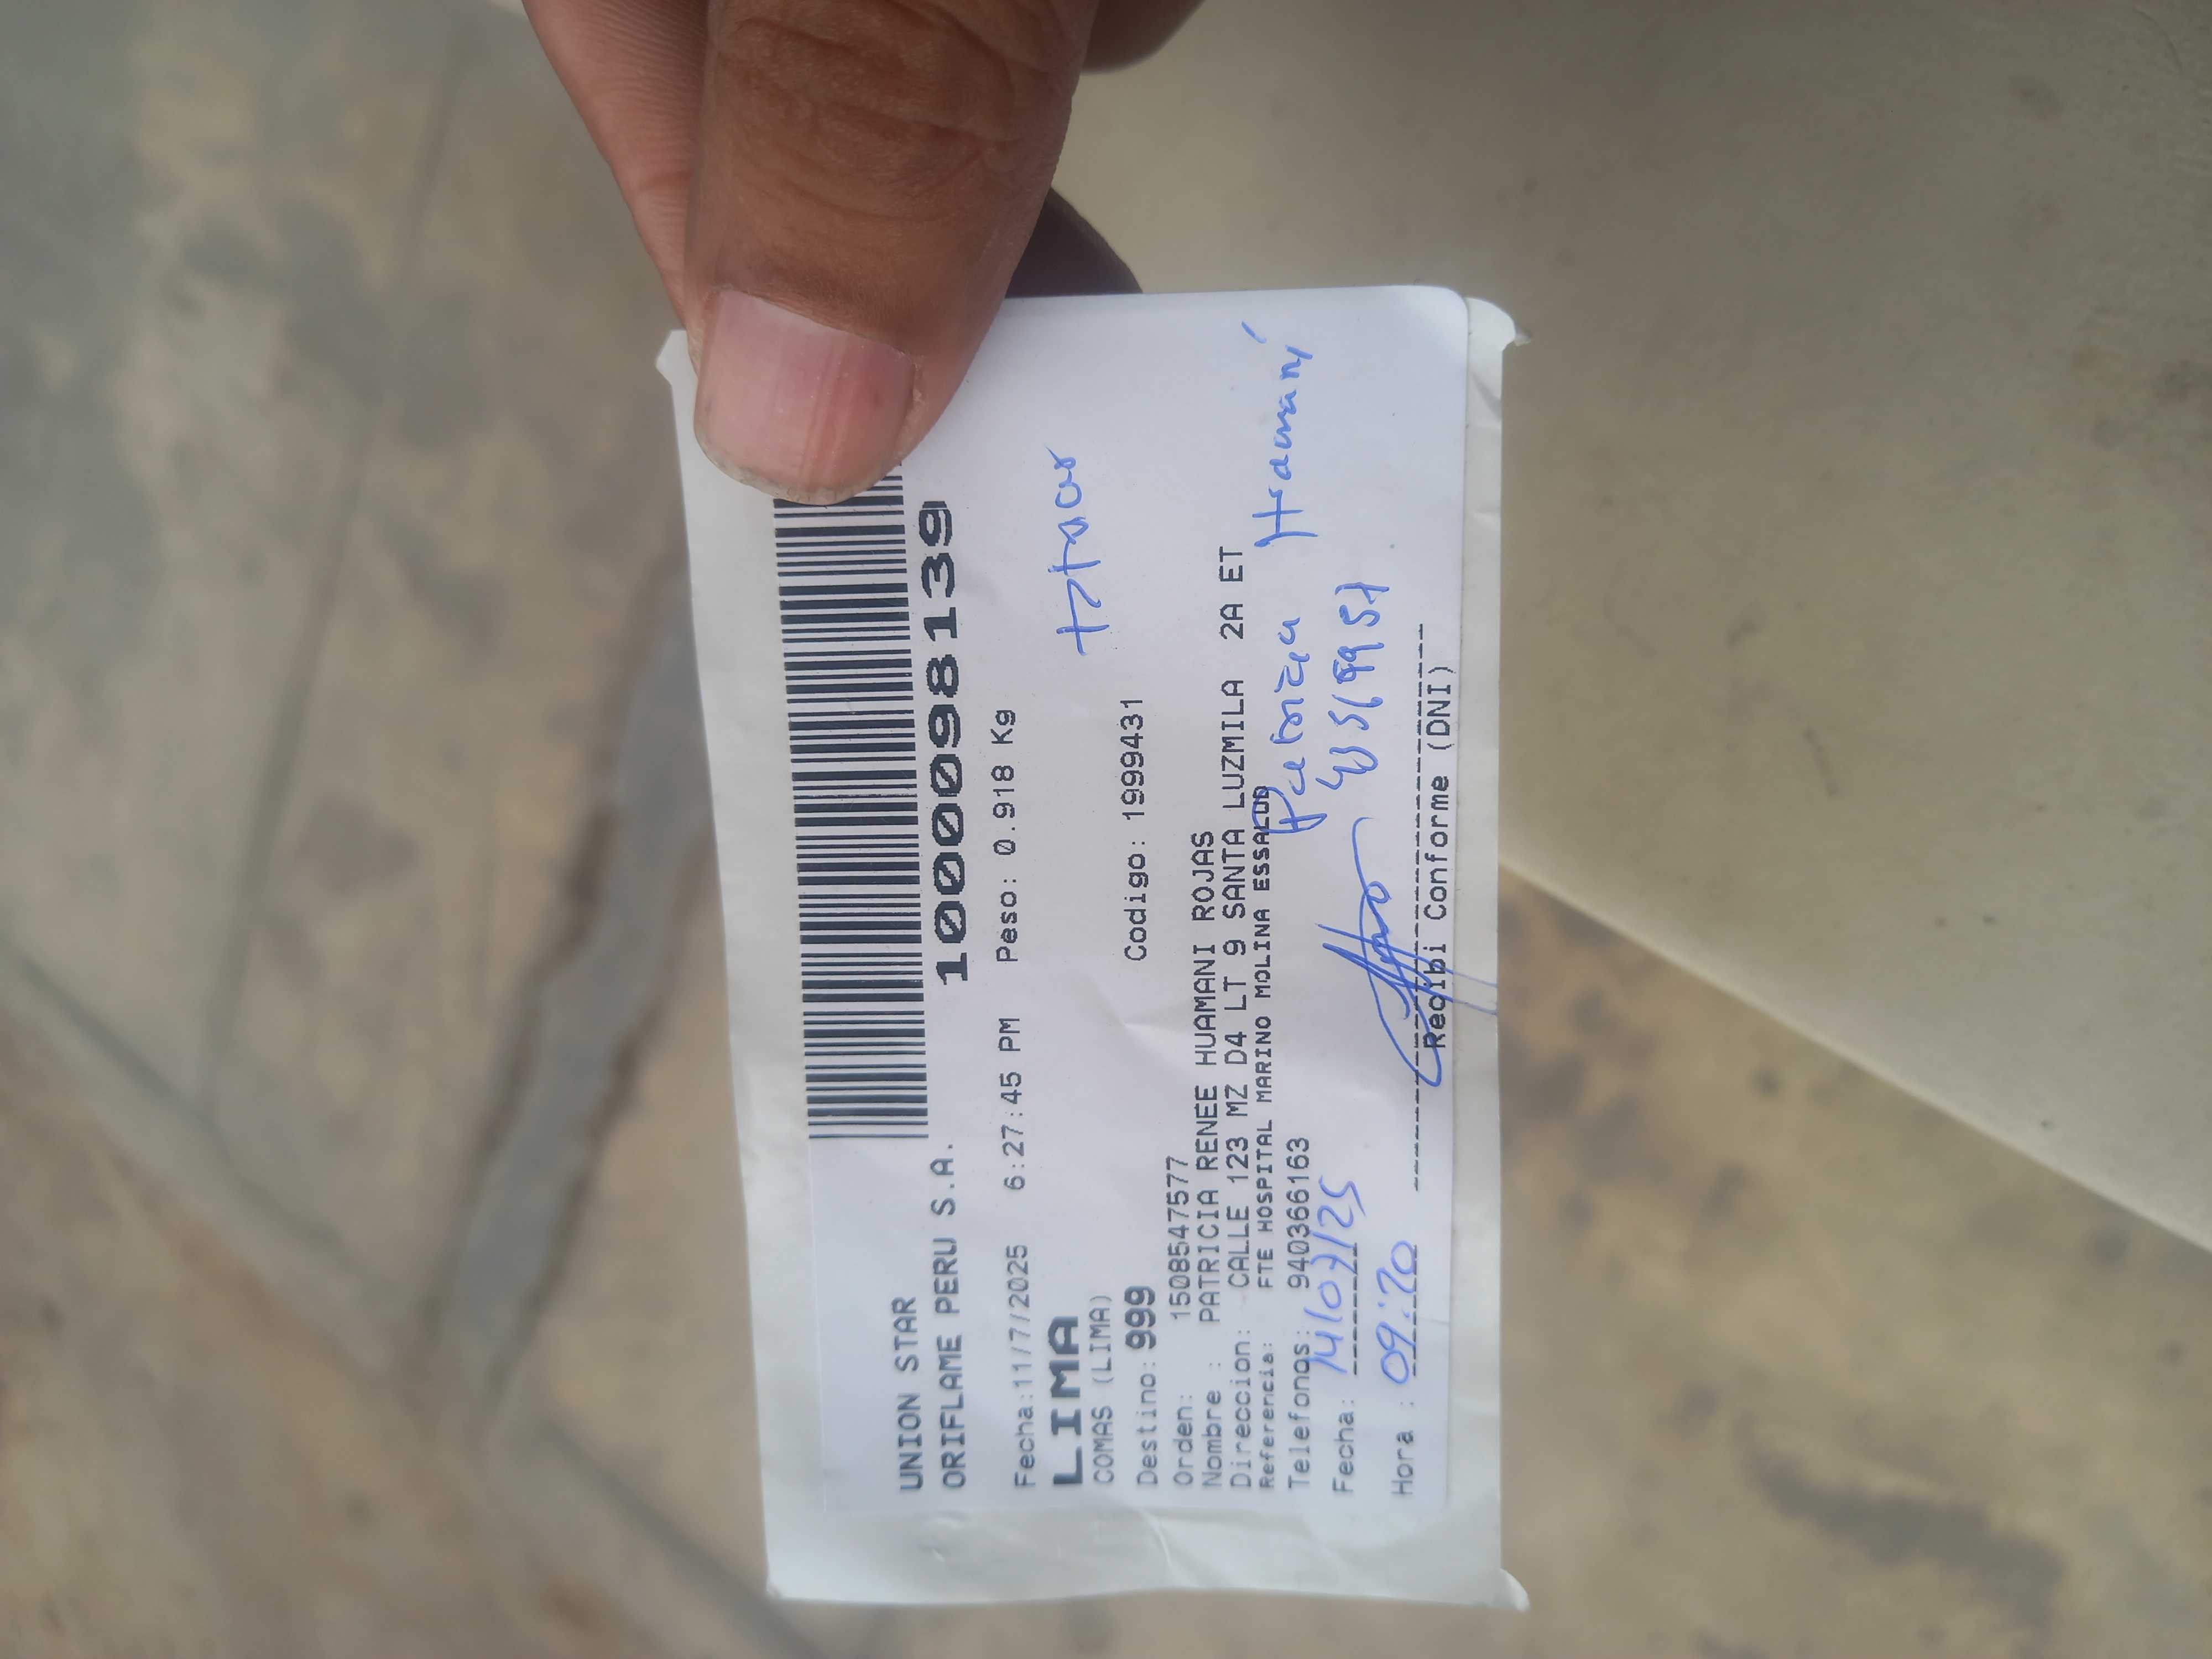 UNION STAR
ORIFLAME PERU S.A.
10009813139
Fecha:11/7/2025 6:27:45 PM Peso: 0.918 Kg
LIMA
COMAS (LIMA)
Destino: 999 Codigo: 1999431
Orden: 1508547577
Nombre : PATRICIA RENEE HUAMANI ROJAS
Direccion: CALLE 123 MZ D4 LT 9 SANTA LUZMILA 2A ET
Referencia: FTE HOSPITAL MARINO MOLINA ESSALUD
Telefonos: 940366163
Patricia Huamaní
Fecha: 14/07/25
Hora : 09:20
Recibi Conforme (DNI)